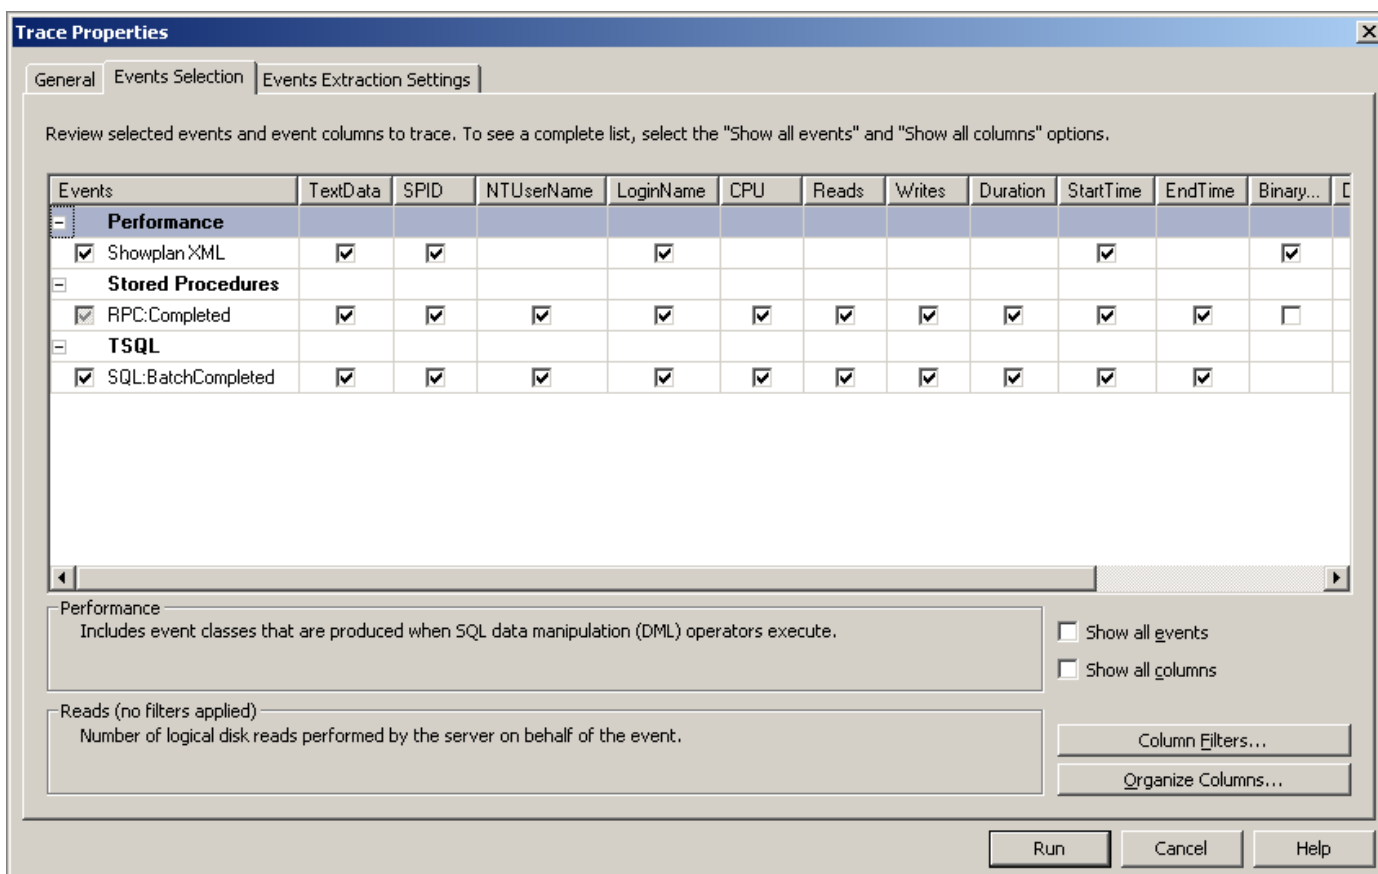 Trace Properties
General Events Selection Events Extraction Settings
Review selected events and event columns to trace. To see a complete list, select the "Show all events" and "Show all columns" options.
Events TextData SPID NTUserName LoginName CPU Reads Writes Duration StartTime EndTime Binary...
Performance
Showplan XML
Stored Procedures
RPC:Completed
TSQL
SQL:BatchCompleted
Performance
Includes event classes that are produced when SQL data manipulation (DML) operators execute.
Show all events
Show all columns
Reads (no filters applied)
Number of logical disk reads performed by the server on behalf of the event.
Column Filters...
Organize Columns...
Run Cancel Help